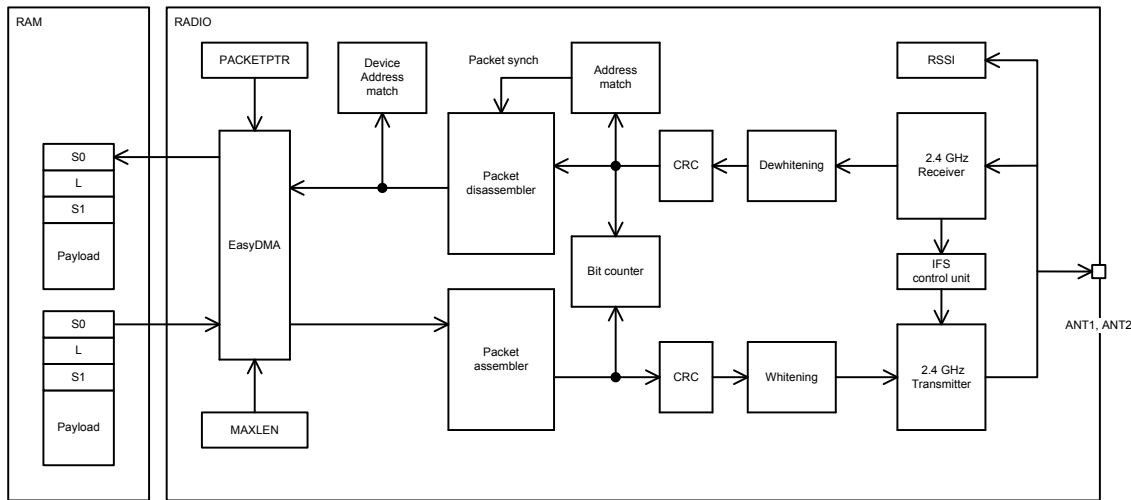 RAM
RADIO
PACKETPTR
Device
Address
match
Packet synch
Address
match
RSSI
S0
L
S1
Payload
EasyDMA
Packet
disassembler
CRC
Dewhitening
2.4 GHz
Receiver
Bit counter
IFS
control unit
ANT1, ANT2
S0
L
S1
Payload
Packet
assembler
CRC
Whitening
2.4 GHz
Transmitter
MAXLEN